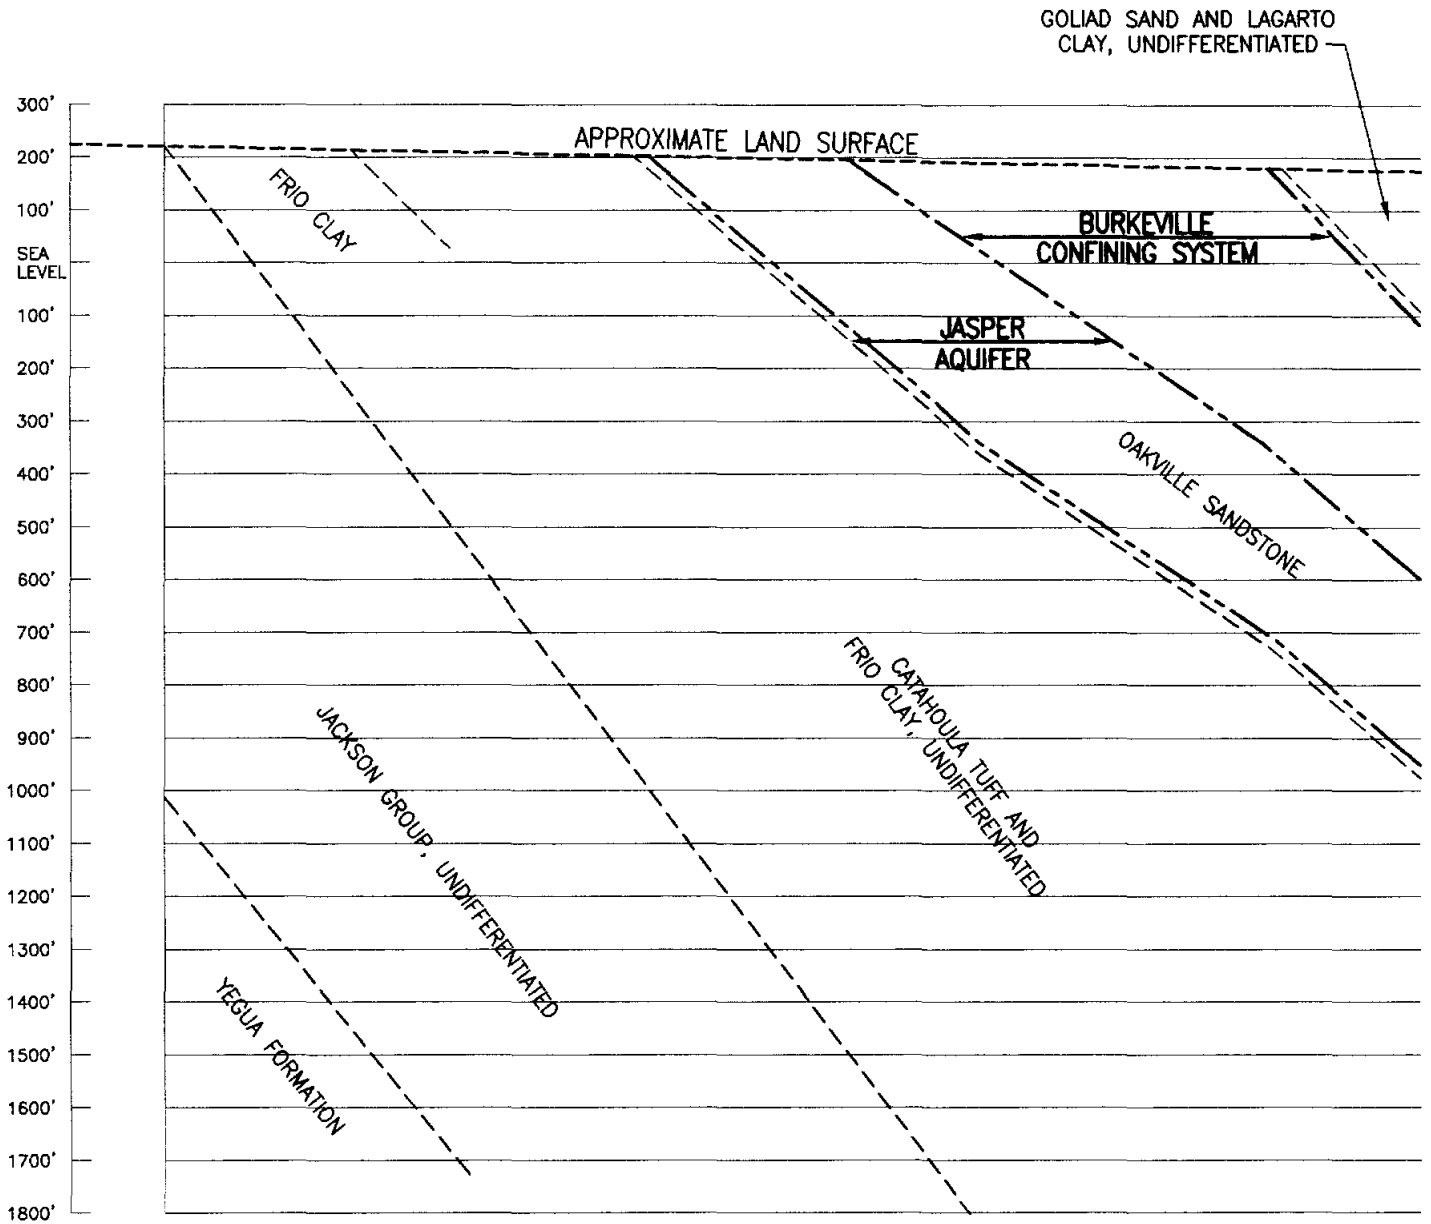 GOLIAD SAND AND LAGARTO
CLAY, UNDIFFERENTIATED
300'
APPROXIMATE LAND SURFACE
200'
FRIO CLAY
100'
BURKEVILLE
CONFINING SYSTEM
SEA
LEVEL
100'
JASPER
AQUIFER
200'
300'
400'
OAKVILLE SANDSTONE
500'
600'
700'
CATAHOULA TUFF AND
FRIO CLAY, UNDIFFERENTIATED
800'
900'
JACKSON GROUP, UNDIFFERENTIATED
1000'
1100'
1200'
1300'
1400'
YEGUA FORMATION
1500'
1600'
1700'
1800'